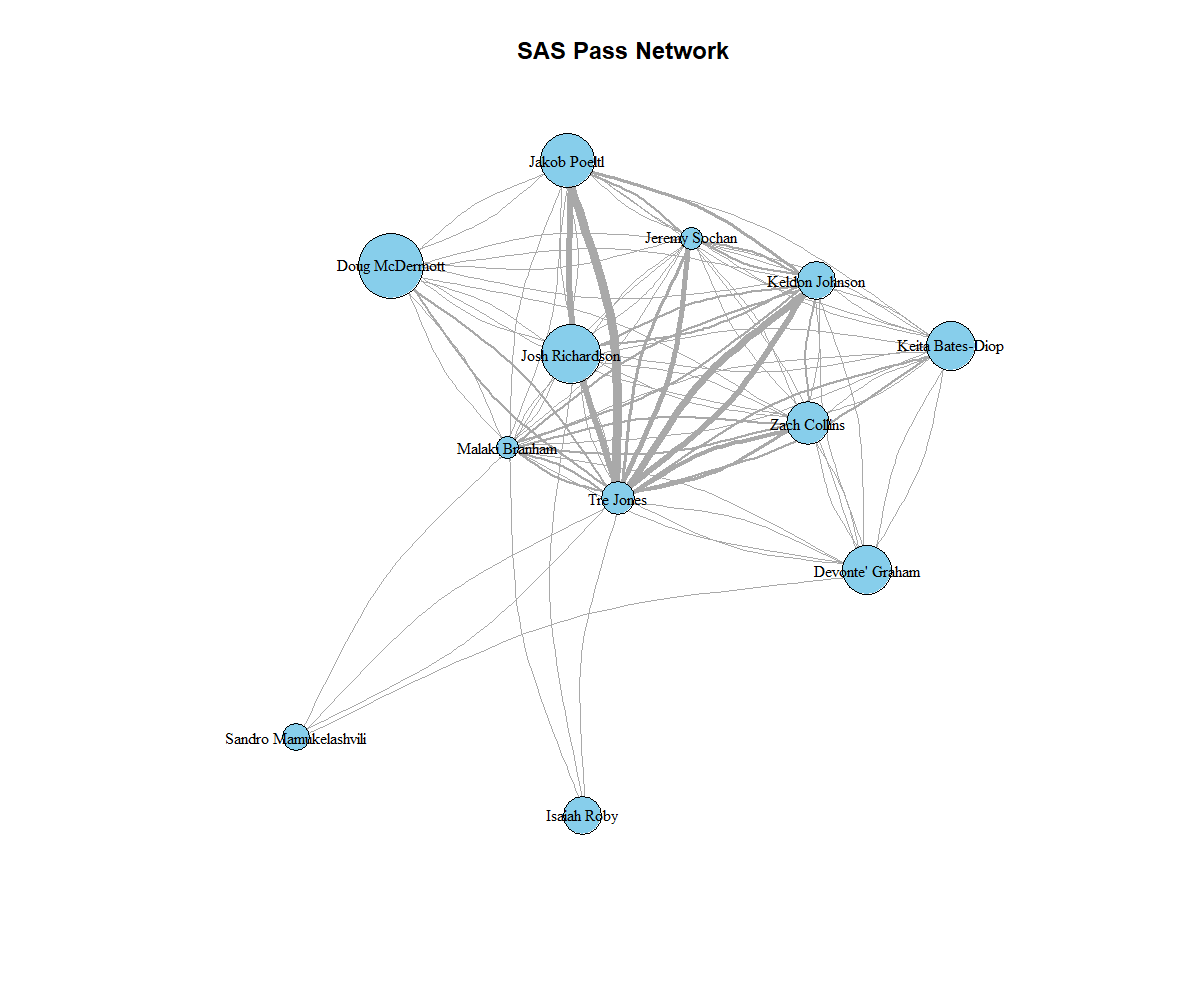 SAS Pass Network
Jakob Poeltl
Jeremy Sochan
Doug McDermott
Keldon Johnson
Keita Bates-Diop
Josh Richardson
Zach Collins
Malaki Branham
Tre Jones
Devonte' Graham
Sandro Mamukelashvili
Isaiah Roby